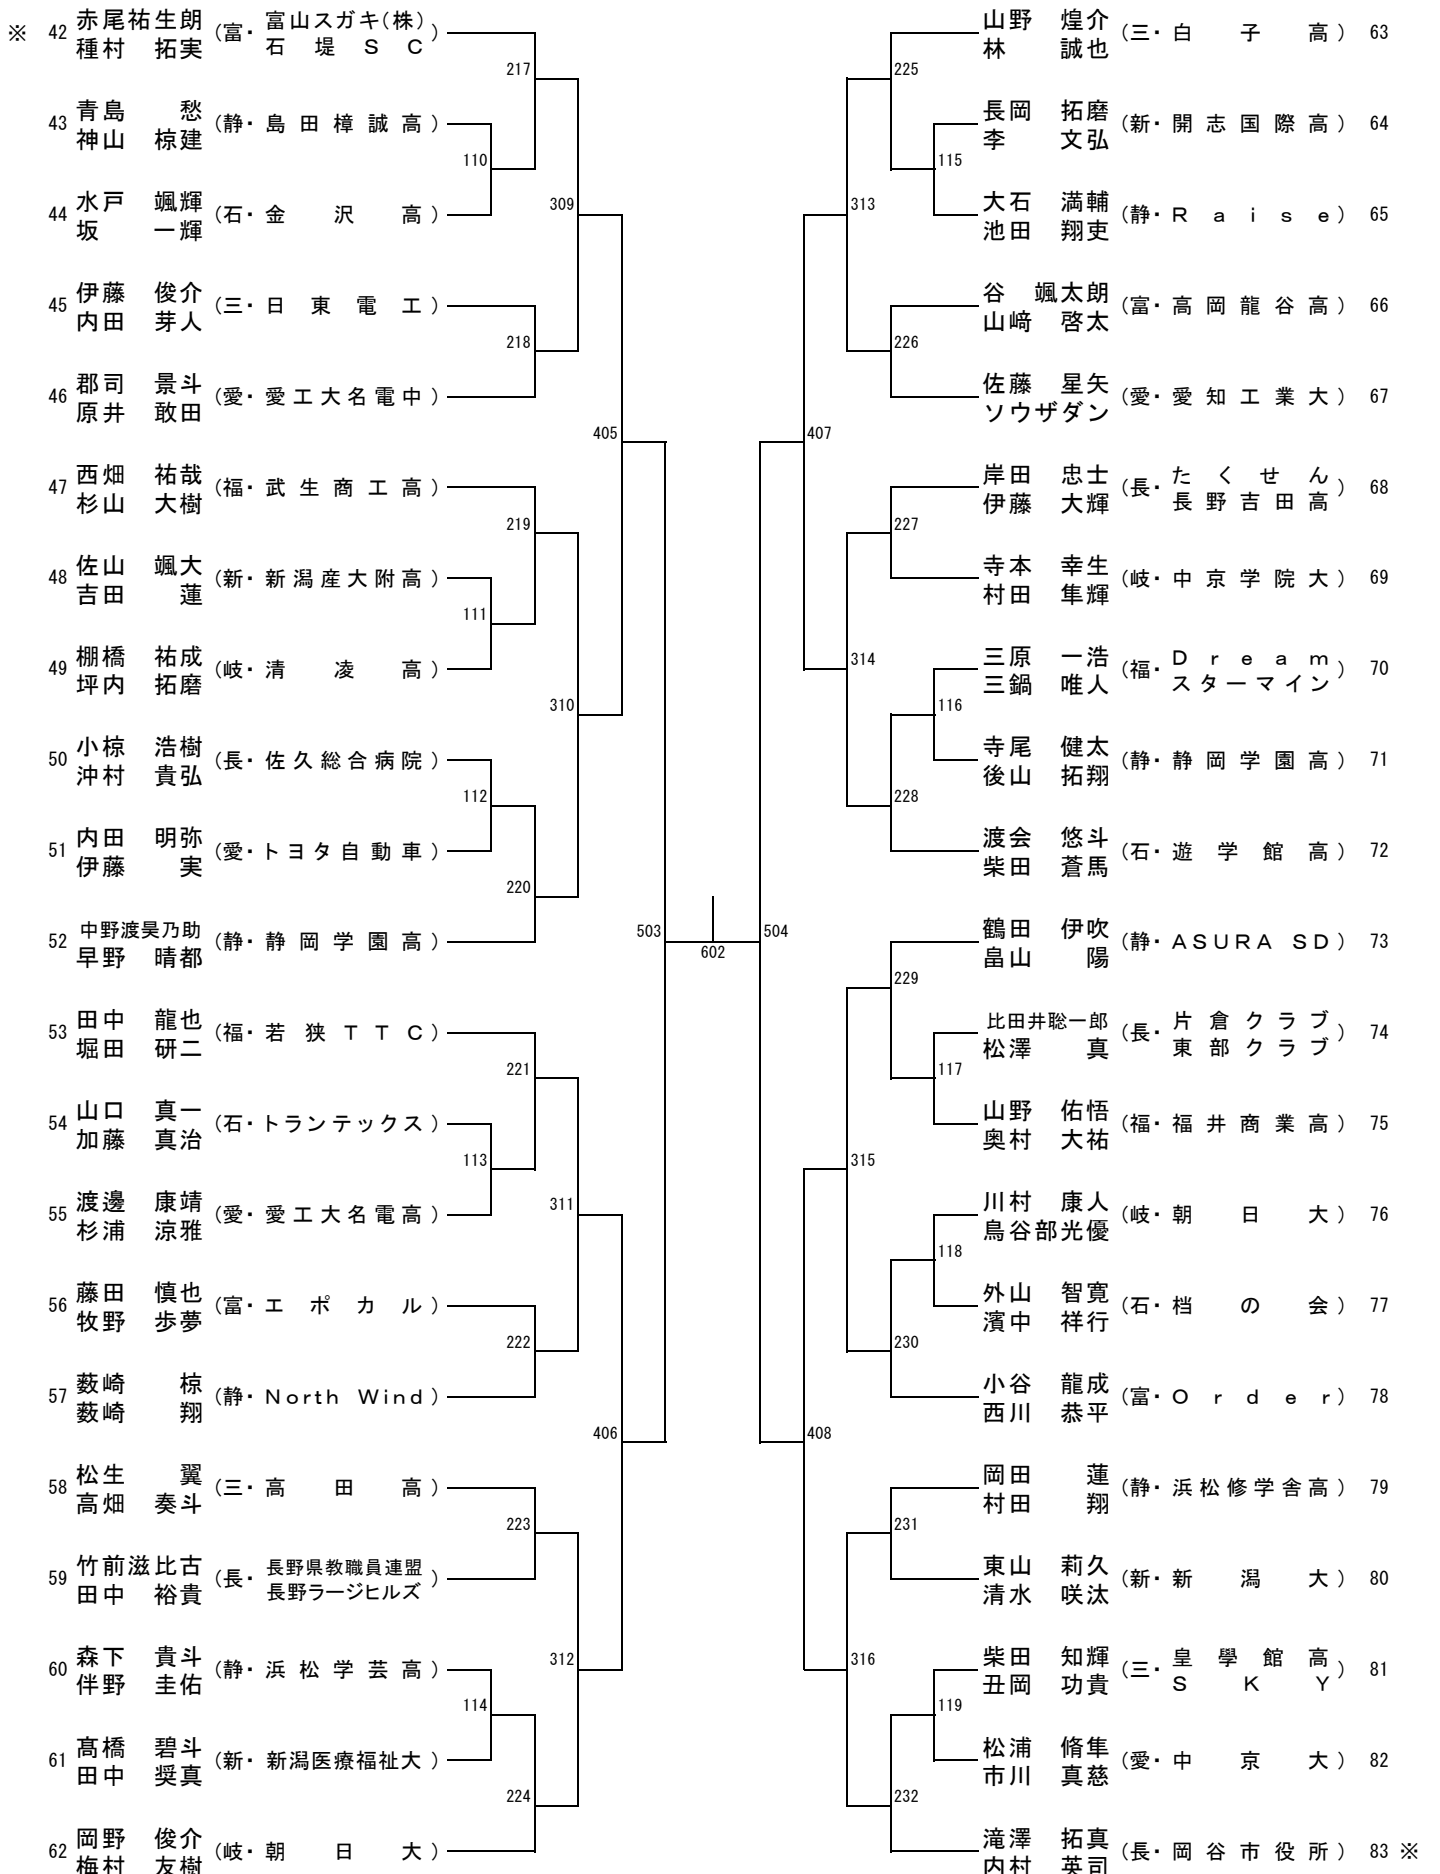 ※ 42 赤尾祐生朗 種村 拓実 (富・富山スガキ(株) 石堤SC)
43 青島 愁 神山 椋建 (静・島田樟誠高)
44 水戸 颯輝 坂 一輝 (石・金沢高)
45 伊藤 俊介 内田 芽人 (三・日東電工)
46 郡司 景斗 原井 敢田 (愛・愛工大名電中)
47 西畑 祐哉 杉山 大樹 (福・武生商工高)
48 佐山 颯大 吉田 蓮 (新・新潟産大附高)
49 棚橋 祐成 坪内 拓磨 (岐・清凌高)
50 小椋 浩樹 沖村 貴弘 (長・佐久総合病院)
51 内田 明弥 伊藤 実 (愛・トヨタ自動車)
52 中野渡昊乃助 早野 晴都 (静・静岡学園高)
53 田中 龍也 堀田 研二 (福・若狭TTC)
54 山口 真一 加藤 真治 (石・トランテックス)
55 渡邊 康靖 杉浦 涼雅 (愛・愛工大名電高)
56 藤田 慎也 牧野 歩夢 (富・エポカル)
57 薮崎 椋 薮崎 翔 (静・North Wind)
58 松生 翼 高畑 奏斗 (三・高田高)
59 竹前滋比古 田中 裕貴 (長・長野県教職員連盟 長野ラージヒルズ)
60 森下 貴斗 伴野 圭佑 (静・浜松学芸高)
61 髙橋 碧斗 田中 奨真 (新・新潟医療福祉大)
62 岡野 俊介 梅村 友樹 (岐・朝日大)
217
110
309
218
405
219
111
310
112
220
503
221
113
311
222
406
223
312
114
224
602
504
225
115
313
226
407
227
314
116
228
229
117
315
118
230
408
231
316
119
232
山野 煌介 林 誠也 (三・白子高) 63
長岡 拓磨 李 文弘 (新・開志国際高) 64
大石 満輔 池田 翔吏 (静・Raise) 65
谷 颯太朗 山﨑 啓太 (富・高岡龍谷高) 66
佐藤 星矢 ソウザダン (愛・愛知工業大) 67
岸田 忠士 伊藤 大輝 (長・たくせん 長野吉田高) 68
寺本 幸生 村田 隼輝 (岐・中京学院大) 69
三原 一浩 三鍋 唯人 (福・Dream スターマイン) 70
寺尾 健太 後山 拓翔 (静・静岡学園高) 71
渡会 悠斗 柴田 蒼馬 (石・遊学館高) 72
鶴田 伊吹 畠山 陽 (静・ASURA SD) 73
比田井聡一郎 松澤 真 (長・片倉クラブ 東部クラブ) 74
山野 佑悟 奥村 大祐 (福・福井商業高) 75
川村 康人 鳥谷部光優 (岐・朝日大) 76
外山 智寛 濱中 祥行 (石・档の会) 77
小谷 龍成 西川 恭平 (富・Order) 78
岡田 蓮 村田 翔 (静・浜松修学舎高) 79
東山 莉久 清水 咲汰 (新・新潟大) 80
柴田 知輝 丑岡 功貴 (三・皇學館高 SKY) 81
松浦 脩隼 市川 真慈 (愛・中京大) 82
滝澤 拓真 内村 英司 (長・岡谷市役所) 83 ※